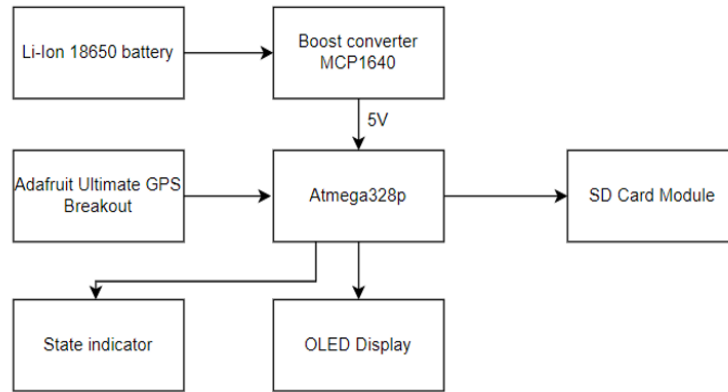 Li-Ion 18650 battery
Boost converter
MCP1640
5V
Adafruit Ultimate GPS
Breakout
Atmega328p
SD Card Module
State indicator
OLED Display